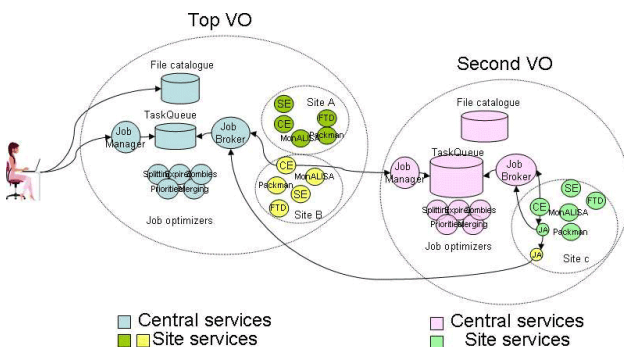 Top VO
Second VO
File catalogue
TaskQueue
Job
Manager
Job
Broker
Splitting Expired Zombies
Priorities Merging
Job optimizers
Site A
SE
CE
FTD
MonALISA
Packman
CE
MonALISA
Packman
SE
FTD
Site B
File catalogue
TaskQueue
Job
Manager
Job
Broker
Splitting Expired Zombies
Priorities Merging
Job optimizers
SE
CE
FTD
MonALISA
JA
Packman
JA
Site c
Central services
Site services
Central services
Site services